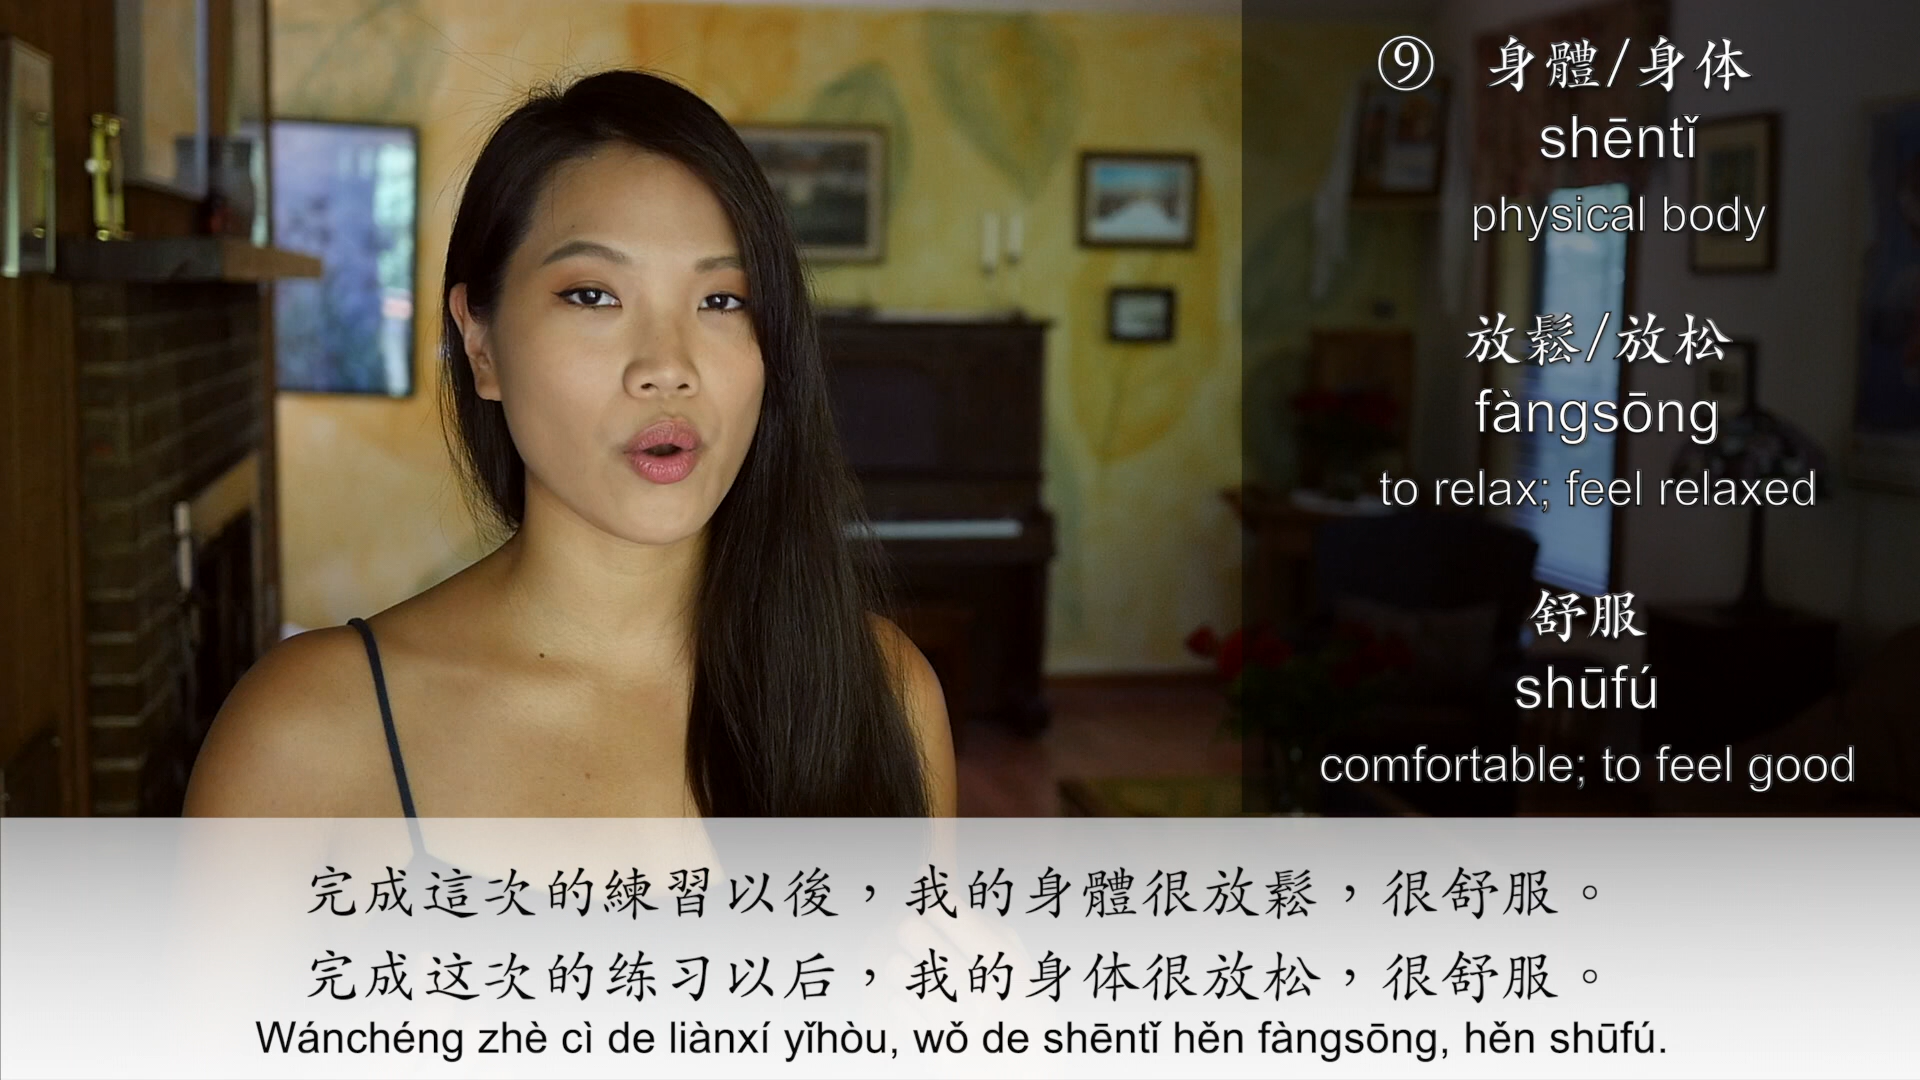 ⑨ 身體/身体
shēntǐ
physical body
放鬆/放松
fàngsōng
to relax; feel relaxed
舒服
shūfú
comfortable; to feel good
完成這次的練習以後，我的身體很放鬆，很舒服。
完成这次的练习以后，我的身体很放松，很舒服。
Wánchéng zhè cì de liànxí yǐhòu, wǒ de shēntǐ hěn fàngsōng, hěn shūfú.